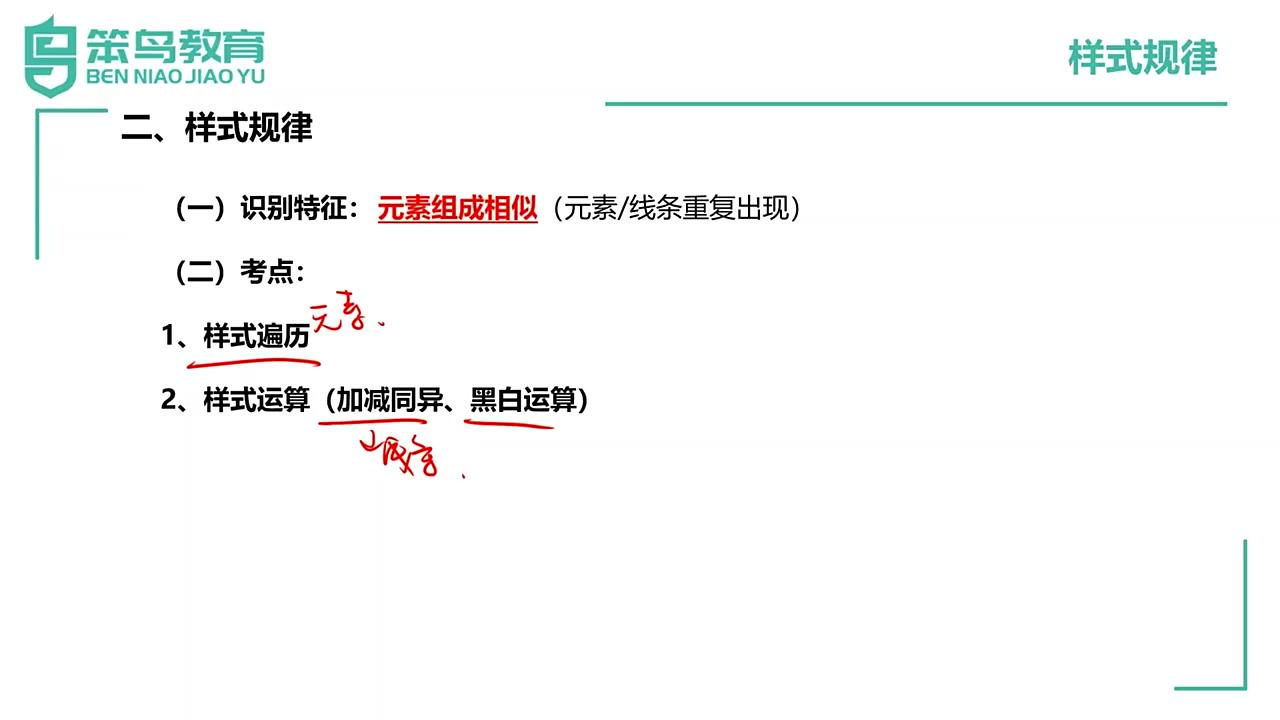 笨鸟教育
BEN NIAO JIAO YU
样式规律
二、样式规律
（一）识别特征：元素组成相似（元素/线条重复出现）
（二）考点：
元素
1、样式遍历
2、样式运算（加减同异、黑白运算）